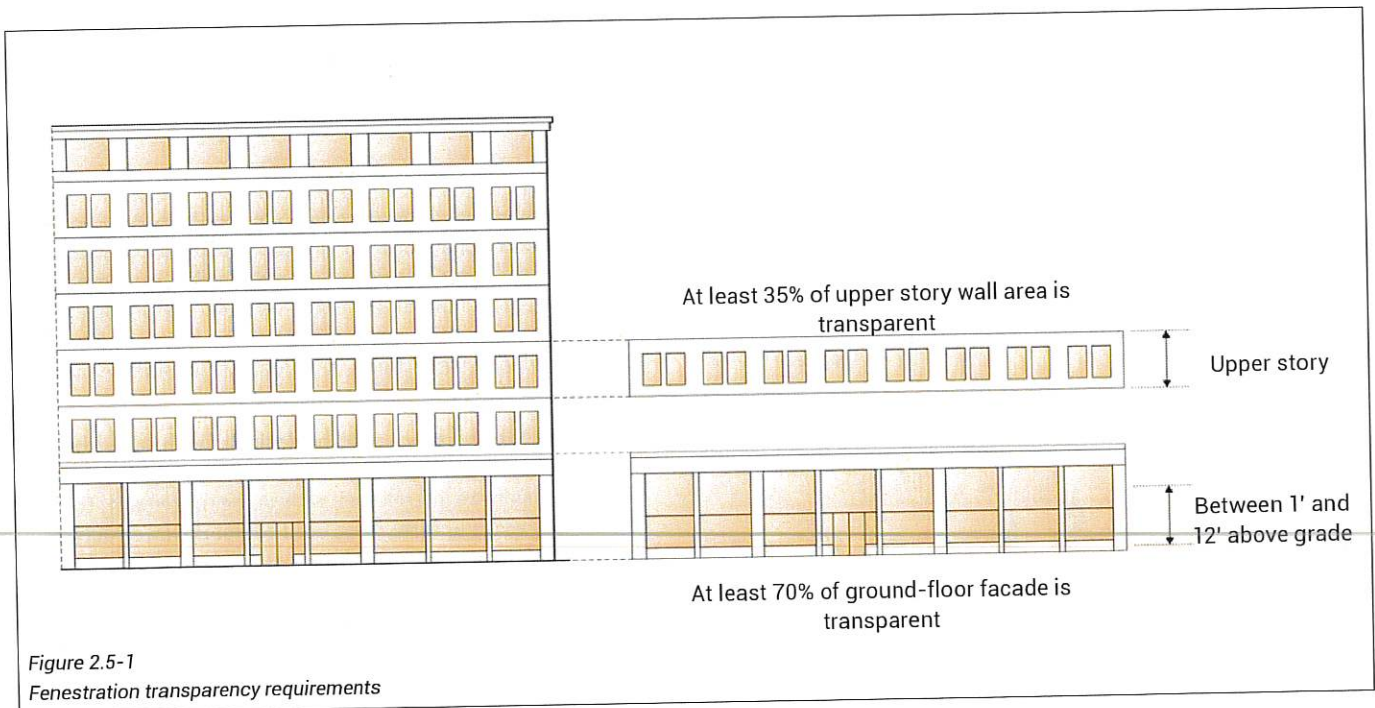 At least 35% of upper story wall area is
transparent
Upper story
Between 1' and
12' above grade
At least 70% of ground-floor facade is
transparent
Figure 2.5-1
Fenestration transparency requirements